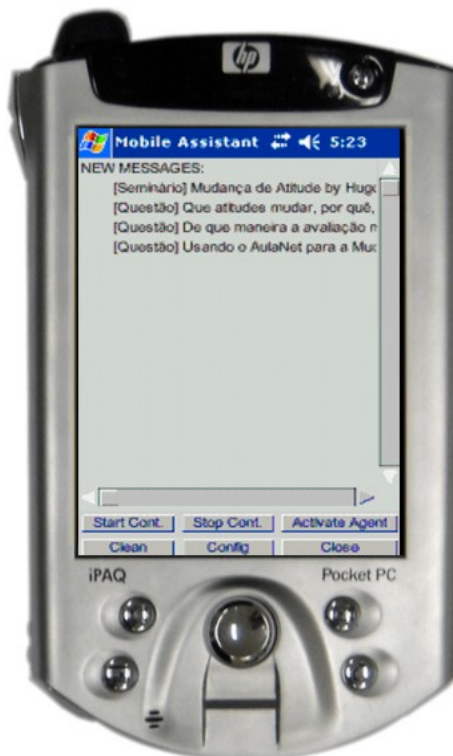 hp
Mobile Assistant 5:23
NEW MESSAGES:
[Seminário] Mudança de Atitude by Hugo
[Questão] Que atitudes mudar, por quê,
[Questão] De que maneira a avaliação
[Questão] Usando o AulaNet para a
Start Cont. Stop Cont. Activate Agent
Clean Config Close
iPAQ Pocket PC